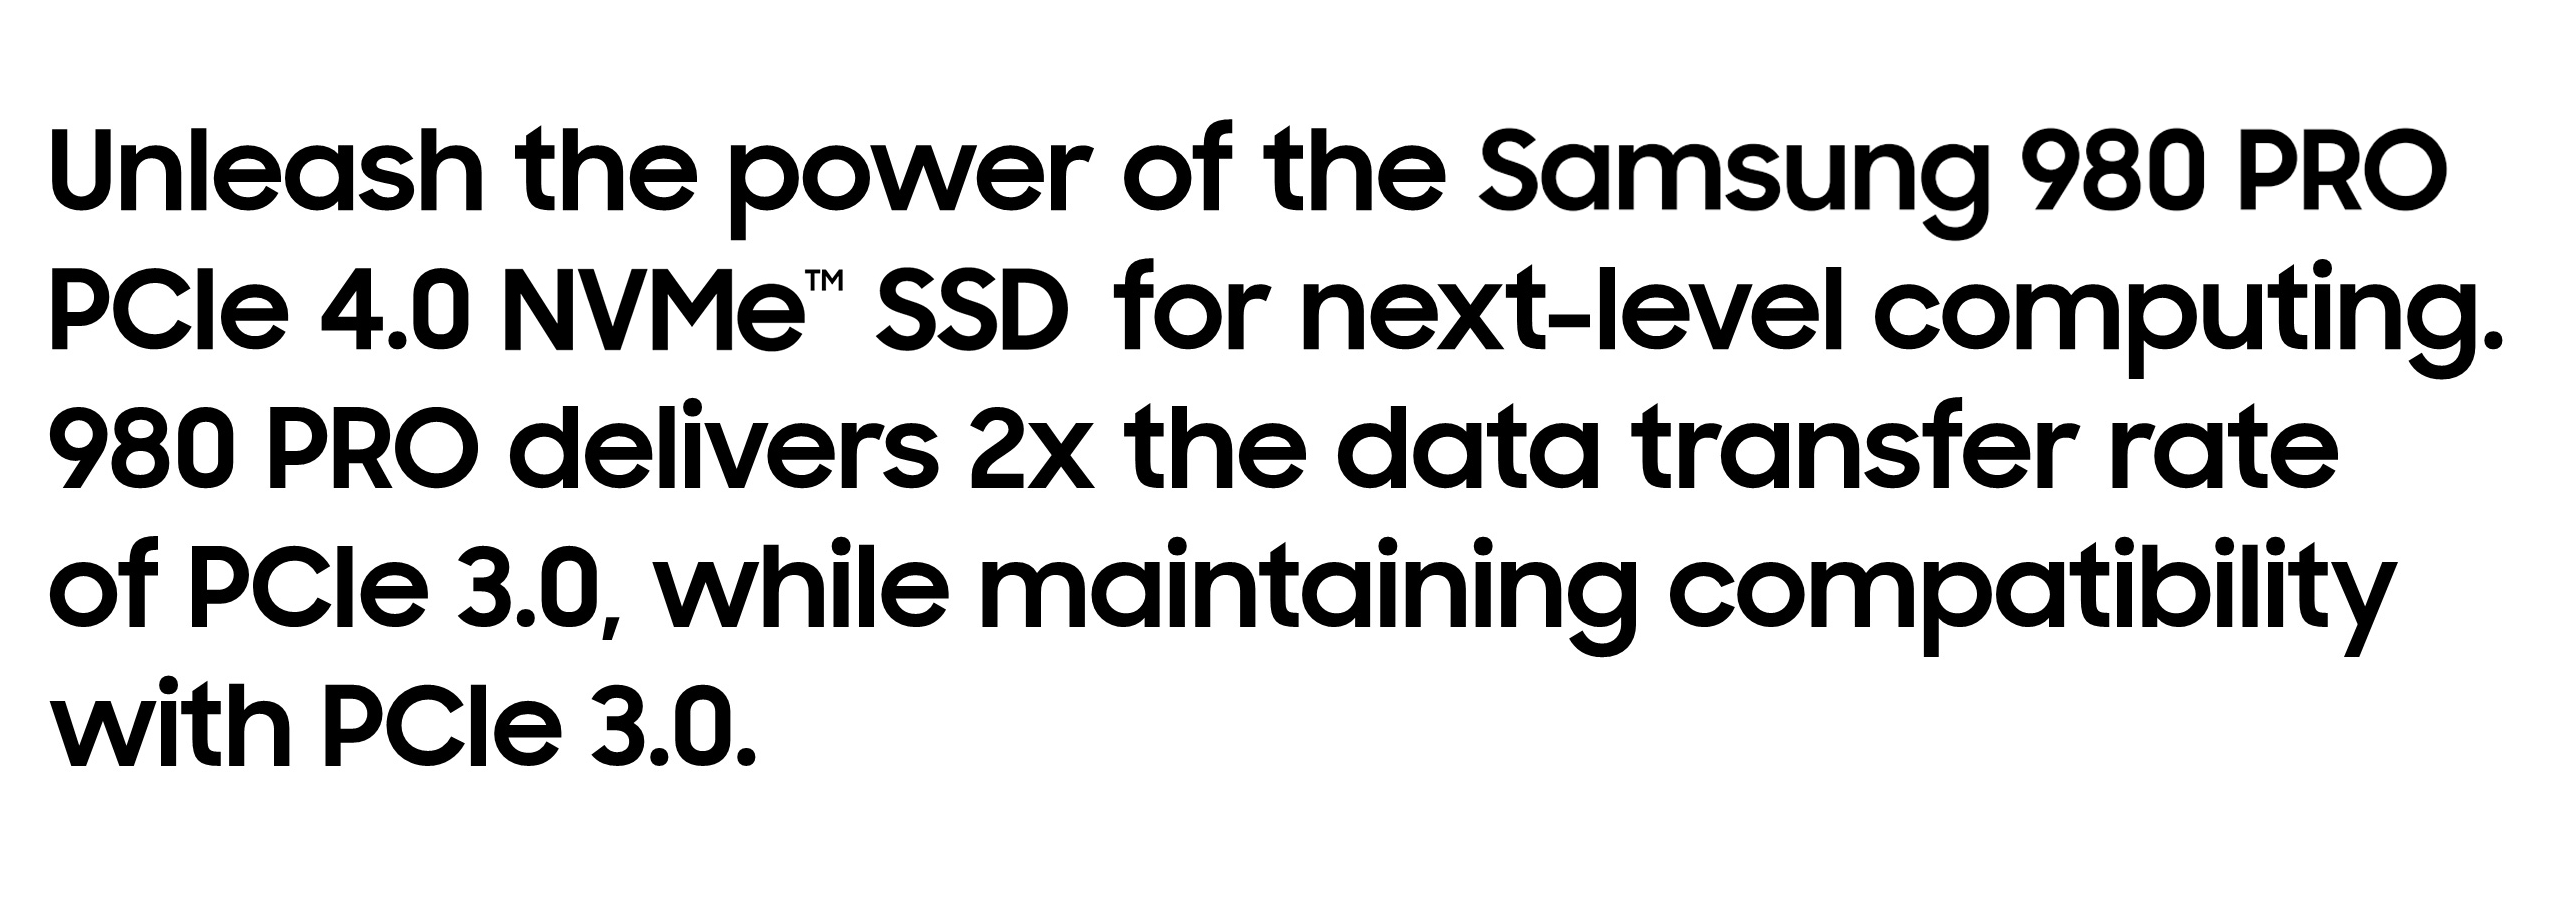 Unleash the power of the Samsung 980 PRO
PCIe 4.0 NVMe™ SSD for next-level computing.
980 PRO delivers 2x the data transfer rate
of PCIe 3.0, while maintaining compatibility
with PCIe 3.0.